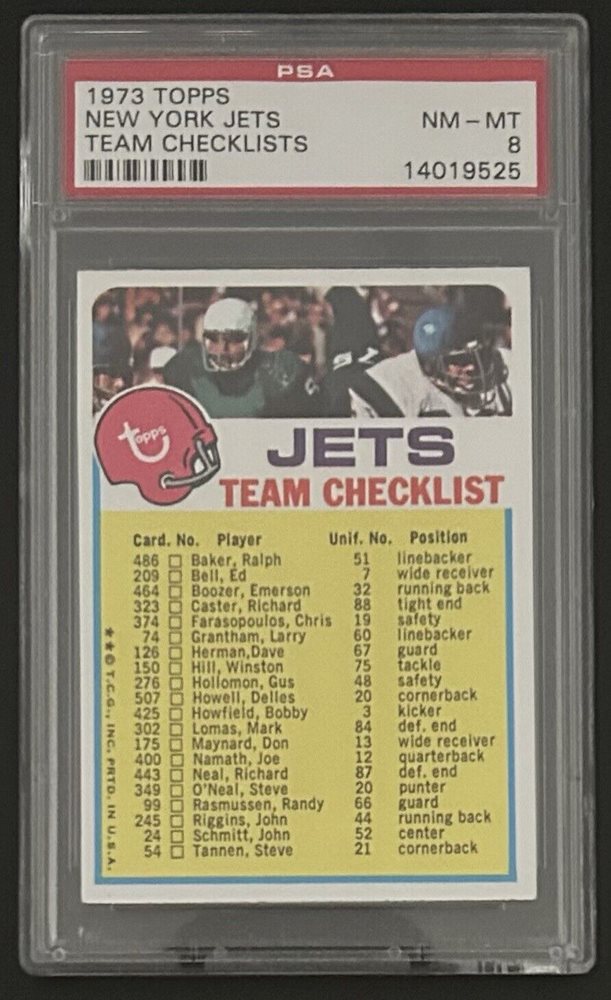 PSA
1973 TOPPS
NEW YORK JETS NM-MT
TEAM CHECKLISTS 8
14019525
topps
JETS
TEAM CHECKLIST
Card. No. Player Unif. No. Position
486 Baker, Ralph 51 linebacker
209 Bell, Ed 7 wide receiver
464 Boozer, Emerson 32 running back
323 Caster, Richard 88 tight end
374 Farasopoulos, Chris 19 safety
74 Grantham, Larry 60 linebacker
126 Herman,Dave 67 guard
150 Hill, Winston 75 tackle
276 Hollomon, Gus 48 safety
507 Howell, Delles 20 cornerback
425 Howfield, Bobby 3 kicker
302 Lomas, Mark 84 def. end
175 Maynard, Don 13 wide receiver
400 Namath, Joe 12 quarterback
443 Neal, Richard 87 def. end
349 O'Neal, Steve 20 punter
99 Rasmussen, Randy 66 guard
245 Riggins, John 44 running back
24 Schmitt, John 52 center
54 Tannen, Steve 21 cornerback
★★© T.C.G., INC. PRTD. IN U.S.A.